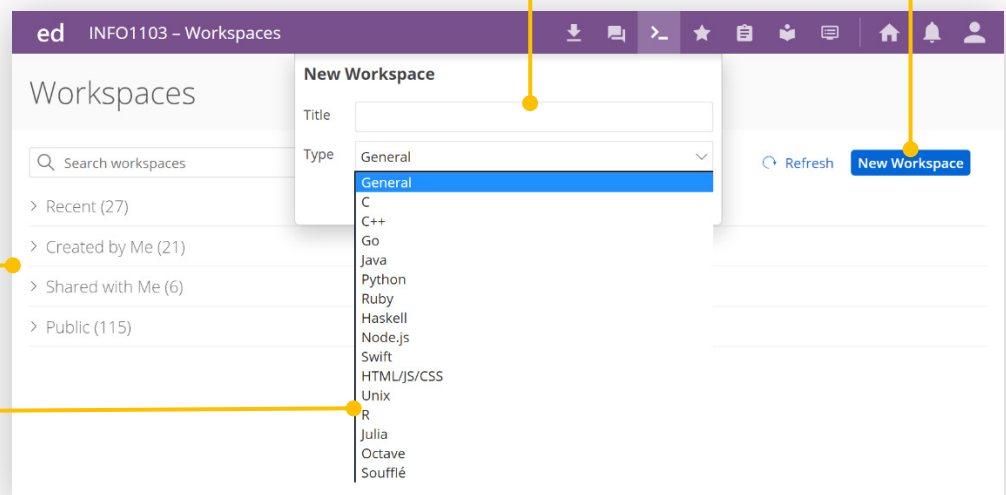 ed INFO1103 – Workspaces
Workspaces
New Workspace
Title
Type General
Search workspaces
Refresh
New Workspace
Recent (27)
Created by Me (21)
Shared with Me (6)
Public (115)
General
C
C++
Go
Java
Python
Ruby
Haskell
Node.js
Swift
HTML/JS/CSS
Unix
R
Julia
Octave
Soufflé